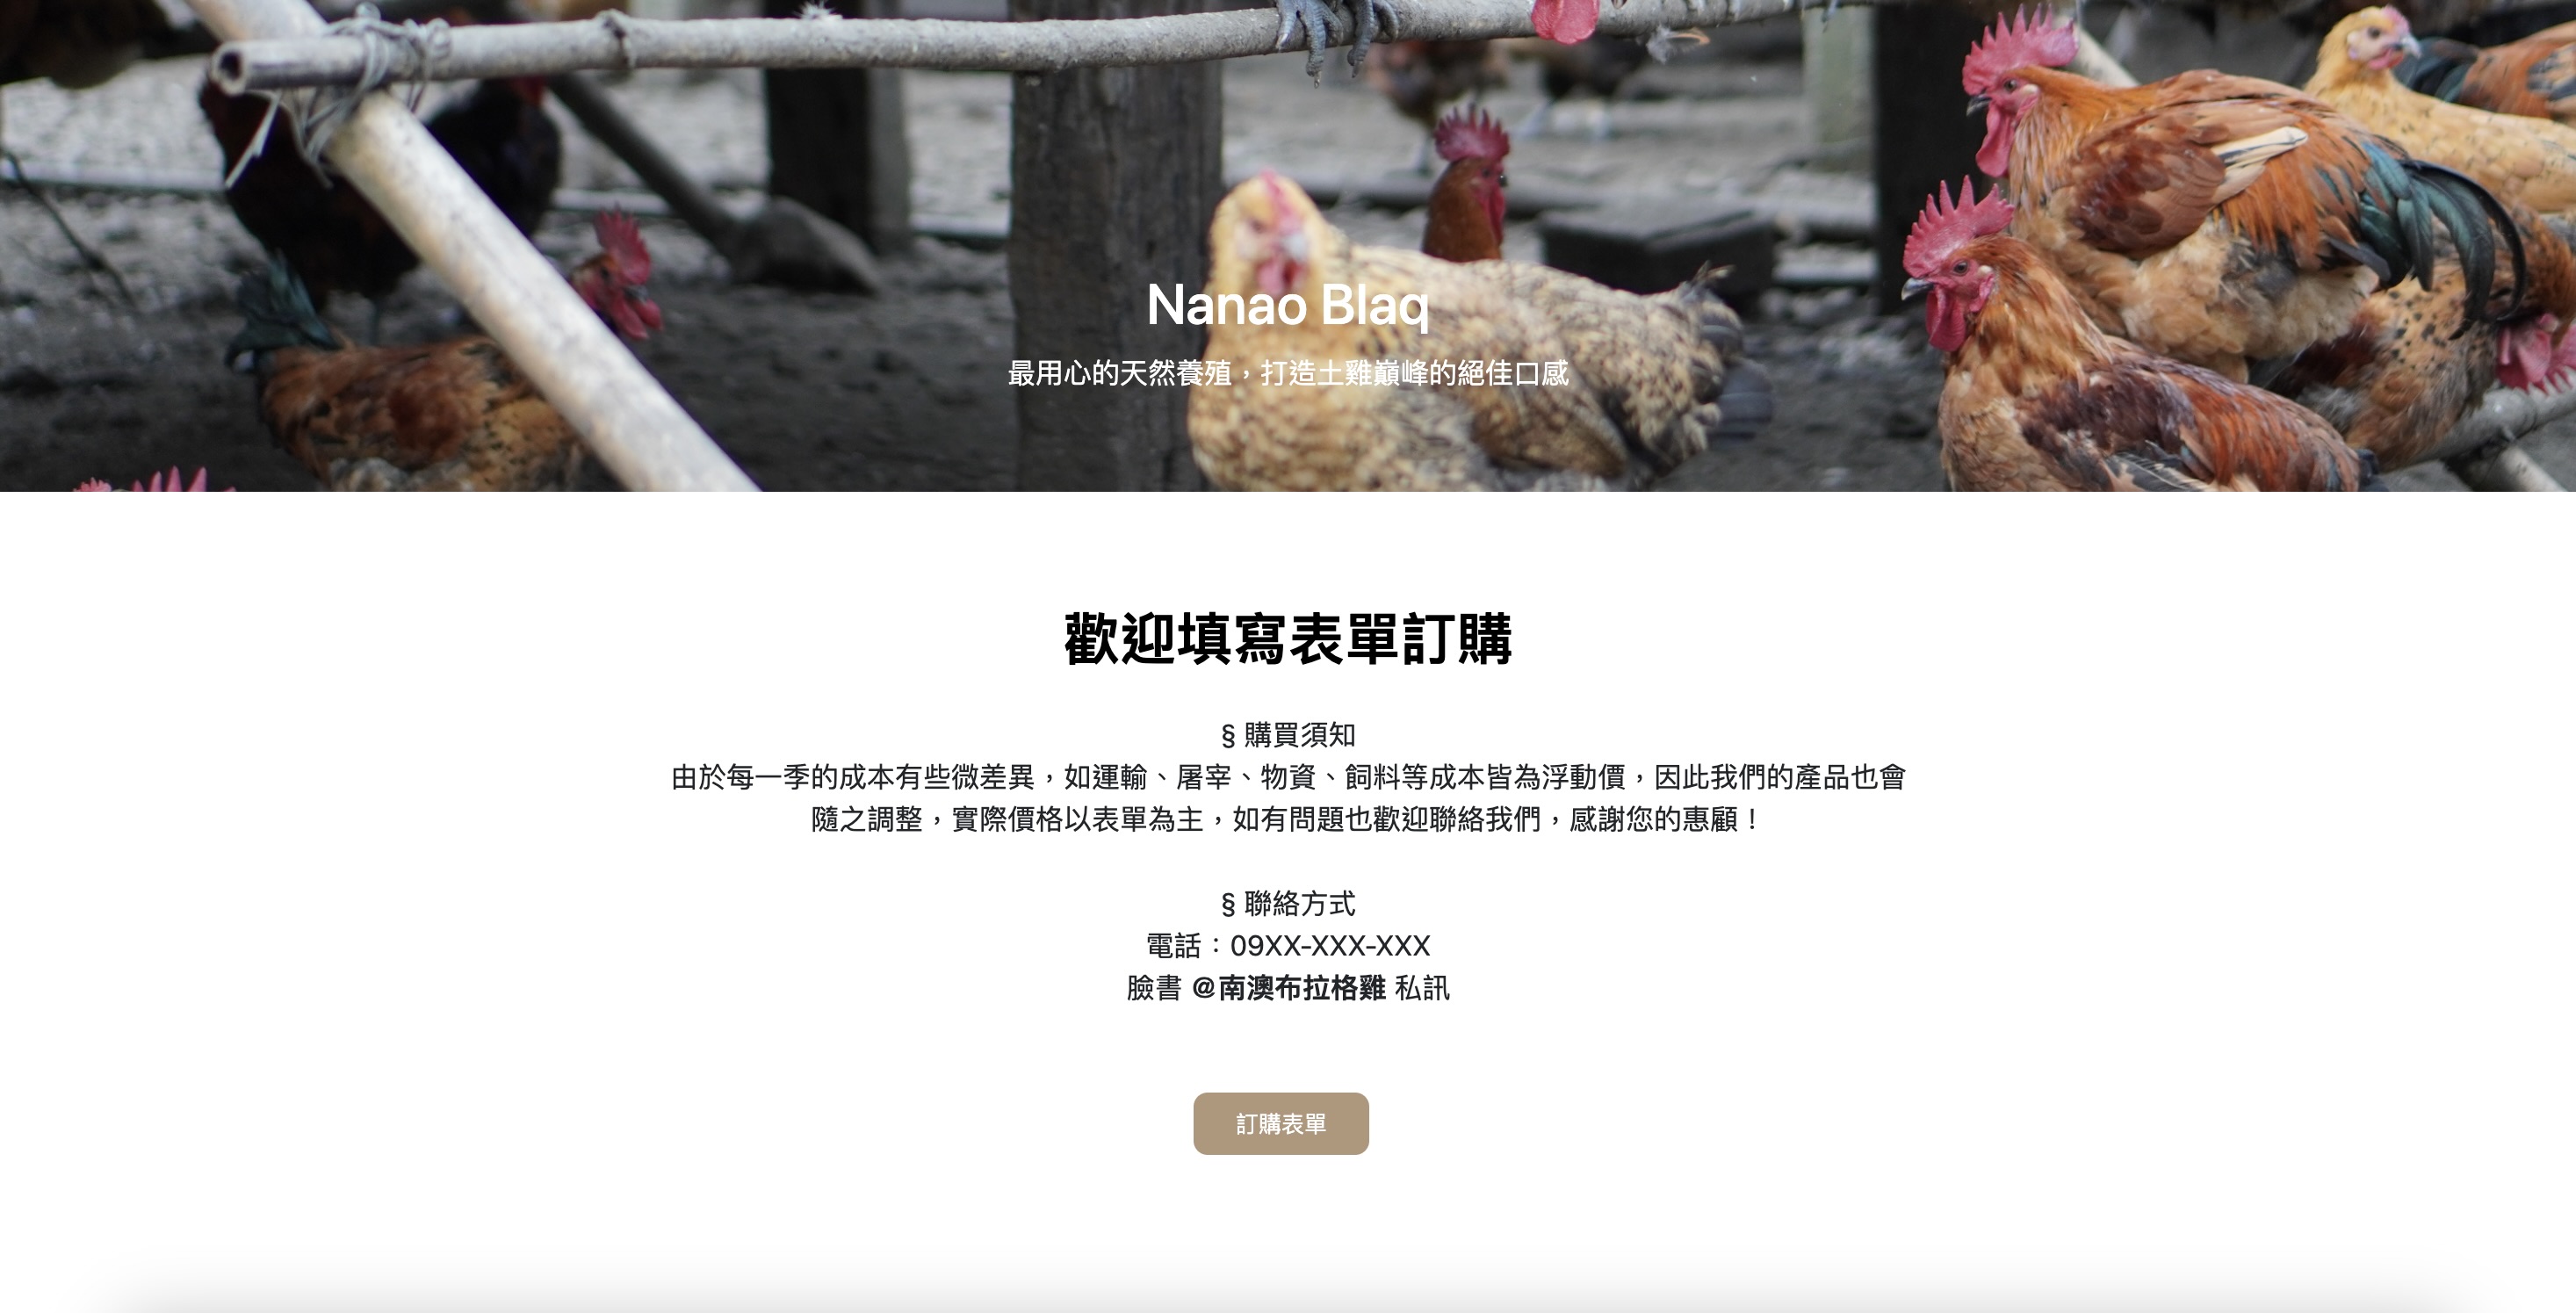 Nanao Blaq
最用心的天然養殖，打造土雞巔峰的絕佳口感
歡迎填寫表單訂購
§ 購買須知
由於每一季的成本有些微差異，如運輸、屠宰、物資、飼料等成本皆為浮動價，因此我們的產品也會
隨之調整，實際價格以表單為主，如有問題也歡迎聯絡我們，感謝您的惠顧！
§ 聯絡方式
電話：09XX-XXX-XXX
臉書 @南澳布拉格雞 私訊
訂購表單